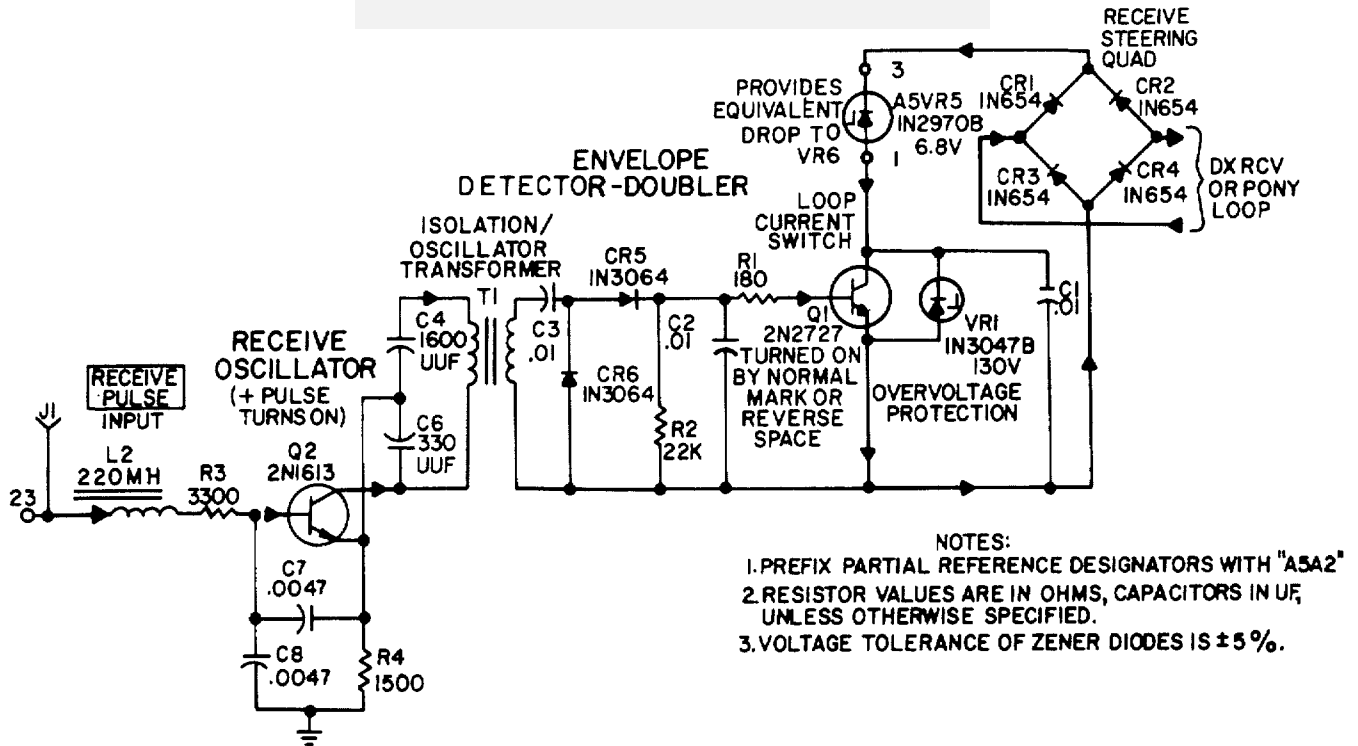 RECEIVE
STEERING
QUAD
3
PROVIDES
EQUIVALENT
DROP TO
VR6
A5VR5
IN2970B
6.8V
1
CR1
IN654
CR2
IN654
CR3
IN654
CR4
IN654
DX RCV
OR PONY
LOOP
ENVELOPE
DETECTOR-DOUBLER
LOOP
CURRENT
SWITCH
ISOLATION/
OSCILLATOR
TRANSFORMER
T1
CR5
IN3064
R1
180
C4
1600
UUF
C3
.01
C2
.01
CR6
IN3064
R2
22K
Q1
2N2727
TURNED ON
BY NORMAL
MARK OR
REVERSE
SPACE
VR1
IN3047B
130V
OVERVOLTAGE
PROTECTION
C1
.01
RECEIVE
OSCILLATOR
(+ PULSE
TURNS ON)
C6
330
UUF
RECEIVE
PULSE
INPUT
J1
L2
220MH
R3
3300
Q2
2N1613
23
C7
.0047
C8
.0047
R4
1500
NOTES:
1. PREFIX PARTIAL REFERENCE DESIGNATORS WITH "A5A2"
2. RESISTOR VALUES ARE IN OHMS, CAPACITORS IN UF,
UNLESS OTHERWISE SPECIFIED.
3. VOLTAGE TOLERANCE OF ZENER DIODES IS ±5%.